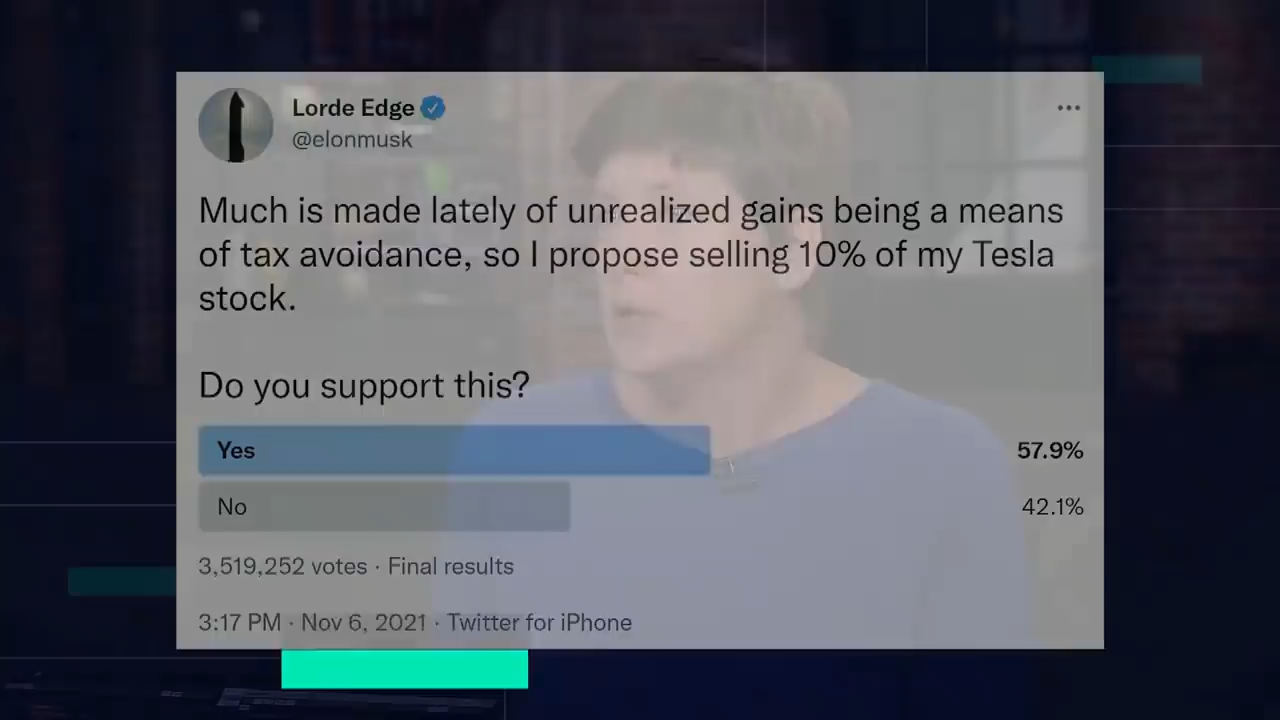 Lorde Edge
@elonmusk
Much is made lately of unrealized gains being a means
of tax avoidance, so I propose selling 10% of my Tesla
stock.
Do you support this?
Yes 57.9%
No 42.1%
3,519,252 votes · Final results
3:17 PM · Nov 6, 2021 · Twitter for iPhone